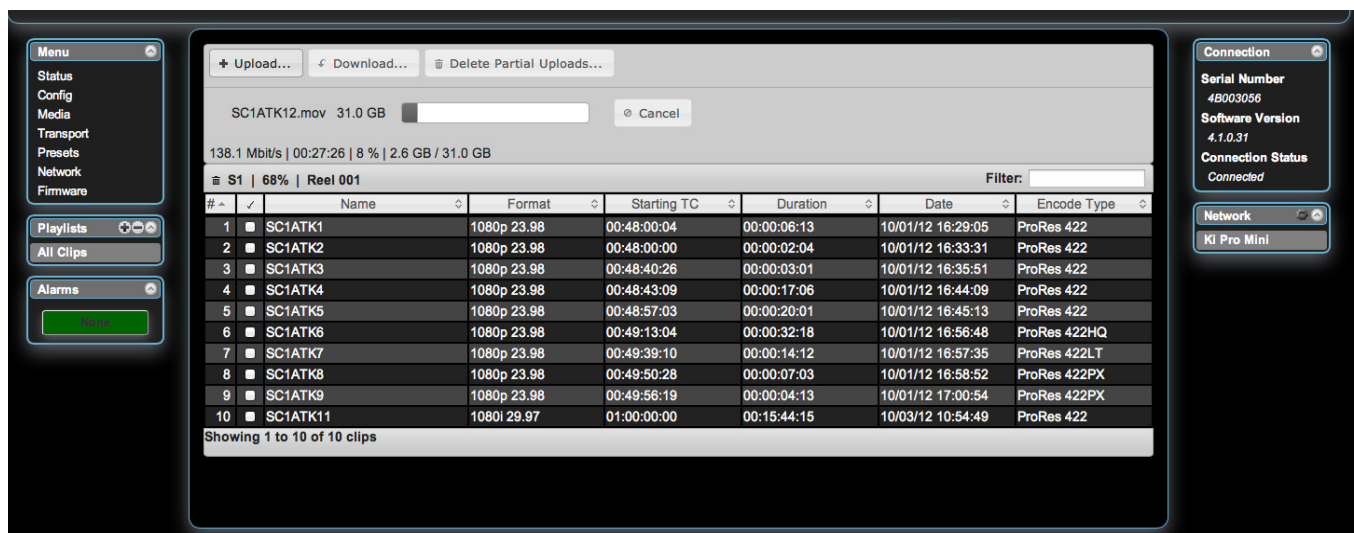 Menu
Status
Config
Media
Transport
Presets
Network
Firmware
Playlists
All Clips
Alarms
None
Upload... Download... Delete Partial Uploads...
SC1ATK12.mov 31.0 GB Cancel
138.1 Mbit/s | 00:27:26 | 8 % | 2.6 GB / 31.0 GB
S1 | 68% | Reel 001 Filter:
# ✓ Name Format Starting TC Duration Date Encode Type
1 SC1ATK1 1080p 23.98 00:48:00:04 00:00:06:13 10/01/12 16:29:05 ProRes 422
2 SC1ATK2 1080p 23.98 00:48:00:00 00:00:02:04 10/01/12 16:33:31 ProRes 422
3 SC1ATK3 1080p 23.98 00:48:40:26 00:00:03:01 10/01/12 16:35:51 ProRes 422
4 SC1ATK4 1080p 23.98 00:48:43:09 00:00:17:06 10/01/12 16:44:09 ProRes 422
5 SC1ATK5 1080p 23.98 00:48:57:03 00:00:20:01 10/01/12 16:45:13 ProRes 422
6 SC1ATK6 1080p 23.98 00:49:13:04 00:00:32:18 10/01/12 16:56:48 ProRes 422HQ
7 SC1ATK7 1080p 23.98 00:49:39:10 00:00:14:12 10/01/12 16:57:35 ProRes 422LT
8 SC1ATK8 1080p 23.98 00:49:50:28 00:00:07:03 10/01/12 16:58:52 ProRes 422PX
9 SC1ATK9 1080p 23.98 00:49:56:19 00:00:04:13 10/01/12 17:00:54 ProRes 422PX
10 SC1ATK11 1080i 29.97 01:00:00:00 00:15:44:15 10/03/12 10:54:49 ProRes 422
Showing 1 to 10 of 10 clips
Connection
Serial Number
4B003056
Software Version
4.1.0.31
Connection Status
Connected
Network
KI Pro Mini